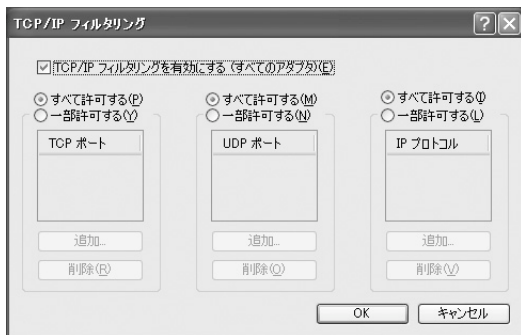 TCP/IP フィルタリング
TCP/IP フィルタリングを有効にする (すべてのアダプタ)(E)
すべて許可する(P)
一部許可する(Y)
TCP ポート
追加...
削除(R)
すべて許可する(M)
一部許可する(N)
UDP ポート
追加...
削除(O)
すべて許可する(I)
一部許可する(L)
IP プロトコル
追加...
削除(V)
OK
キャンセル